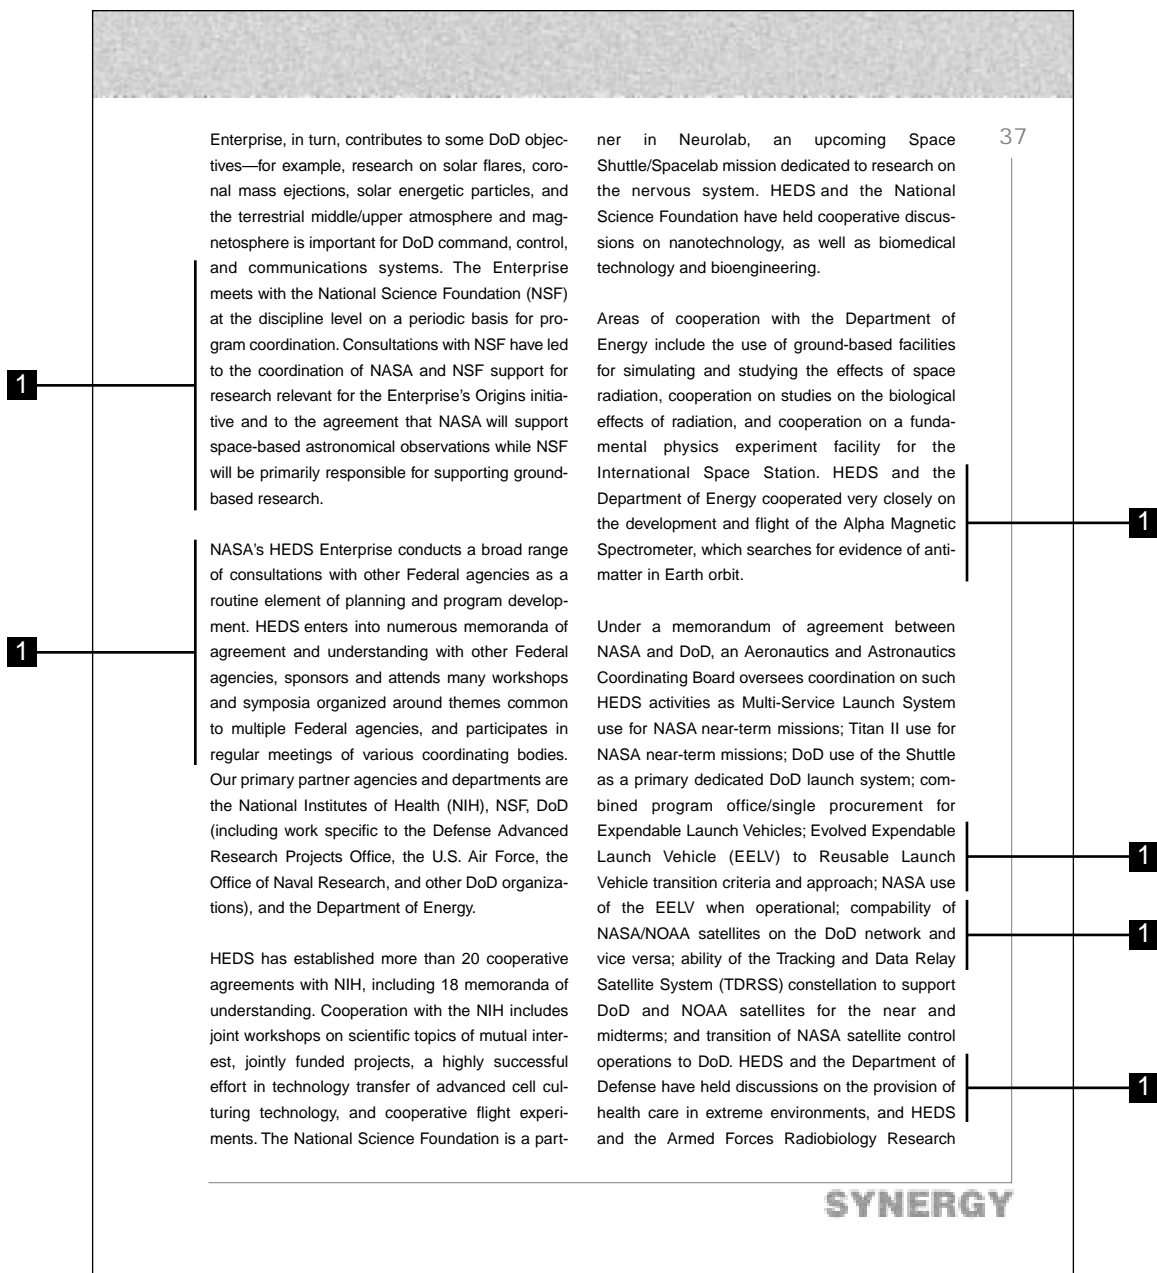 37
Enterprise, in turn, contributes to some DoD objec-
tives—for example, research on solar flares, coro-
nal mass ejections, solar energetic particles, and
the terrestrial middle/upper atmosphere and mag-
netosphere is important for DoD command, control,
and communications systems. The Enterprise
meets with the National Science Foundation (NSF)
at the discipline level on a periodic basis for pro-
gram coordination. Consultations with NSF have led
to the coordination of NASA and NSF support for
research relevant for the Enterprise's Origins initia-
tive and to the agreement that NASA will support
space-based astronomical observations while NSF
will be primarily responsible for supporting ground-
based research.
1
NASA's HEDS Enterprise conducts a broad range
of consultations with other Federal agencies as a
routine element of planning and program develop-
ment. HEDS enters into numerous memoranda of
agreement and understanding with other Federal
agencies, sponsors and attends many workshops
and symposia organized around themes common
to multiple Federal agencies, and participates in
regular meetings of various coordinating bodies.
Our primary partner agencies and departments are
the National Institutes of Health (NIH), NSF, DoD
(including work specific to the Defense Advanced
Research Projects Office, the U.S. Air Force, the
Office of Naval Research, and other DoD organiza-
tions), and the Department of Energy.
1
HEDS has established more than 20 cooperative
agreements with NIH, including 18 memoranda of
understanding. Cooperation with the NIH includes
joint workshops on scientific topics of mutual inter-
est, jointly funded projects, a highly successful
effort in technology transfer of advanced cell cul-
turing technology, and cooperative flight experi-
ments. The National Science Foundation is a part-
ner in Neurolab, an upcoming Space
Shuttle/Spacelab mission dedicated to research on
the nervous system. HEDS and the National
Science Foundation have held cooperative discus-
sions on nanotechnology, as well as biomedical
technology and bioengineering.
Areas of cooperation with the Department of
Energy include the use of ground-based facilities
for simulating and studying the effects of space
radiation, cooperation on studies on the biological
effects of radiation, and cooperation on a funda-
mental physics experiment facility for the
International Space Station. HEDS and the
Department of Energy cooperated very closely on
the development and flight of the Alpha Magnetic
Spectrometer, which searches for evidence of anti-
matter in Earth orbit.
1
Under a memorandum of agreement between
NASA and DoD, an Aeronautics and Astronautics
Coordinating Board oversees coordination on such
HEDS activities as Multi-Service Launch System
use for NASA near-term missions; Titan II use for
NASA near-term missions; DoD use of the Shuttle
as a primary dedicated DoD launch system; com-
bined program office/single procurement for
Expendable Launch Vehicles; Evolved Expendable
Launch Vehicle (EELV) to Reusable Launch
Vehicle transition criteria and approach; NASA use
of the EELV when operational; compability of
NASA/NOAA satellites on the DoD network and
vice versa; ability of the Tracking and Data Relay
Satellite System (TDRSS) constellation to support
DoD and NOAA satellites for the near and
midterms; and transition of NASA satellite control
operations to DoD. HEDS and the Department of
Defense have held discussions on the provision of
health care in extreme environments, and HEDS
and the Armed Forces Radiobiology Research
1
1
1
SYNERGY